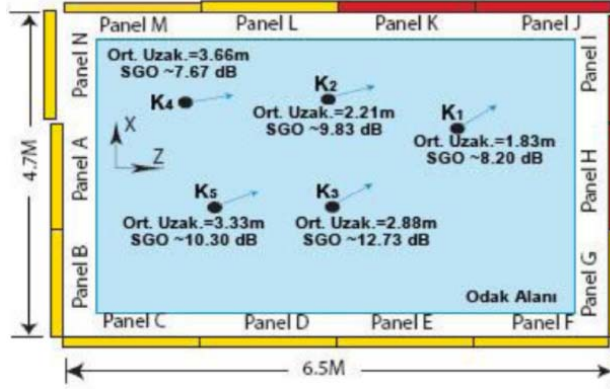 Panel M
Panel L
Panel K
Panel J
Panel N
Panel I
Ort. Uzak.=3.66m
SGO ~7.67 dB
K4
K2
Ort. Uzak.=2.21m
SGO ~9.83 dB
K1
Ort. Uzak.=1.83m
SGO ~8.20 dB
X
Z
4.7M
Panel A
Panel H
K5
Ort. Uzak.=3.33m
SGO ~10.30 dB
K3
Ort. Uzak.=2.88m
SGO ~12.73 dB
Panel B
Panel G
Odak Alanı
Panel C
Panel D
Panel E
Panel F
6.5M